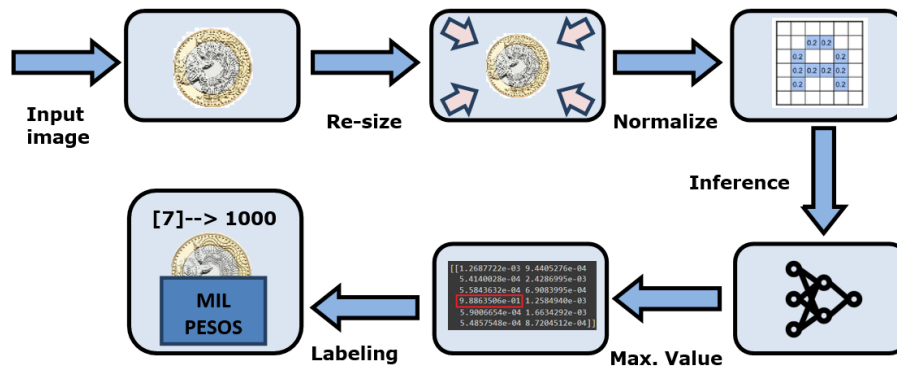 Input
image
Re-size
Normalize
0.2 0.2
0.2 0.2
0.2 0.2 0.2 0.2
0.2 0.2
Inference
[[1.2687722e-03 9.4405276e-04
5.4140028e-04 2.4286995e-03
5.5843632e-04 6.9083995e-04
9.8863506e-01 1.2584940e-03
5.9006654e-04 1.6634292e-03
5.4857548e-04 8.7204512e-04]]
Max. Value
Labeling
[7]--> 1000
MIL
PESOS